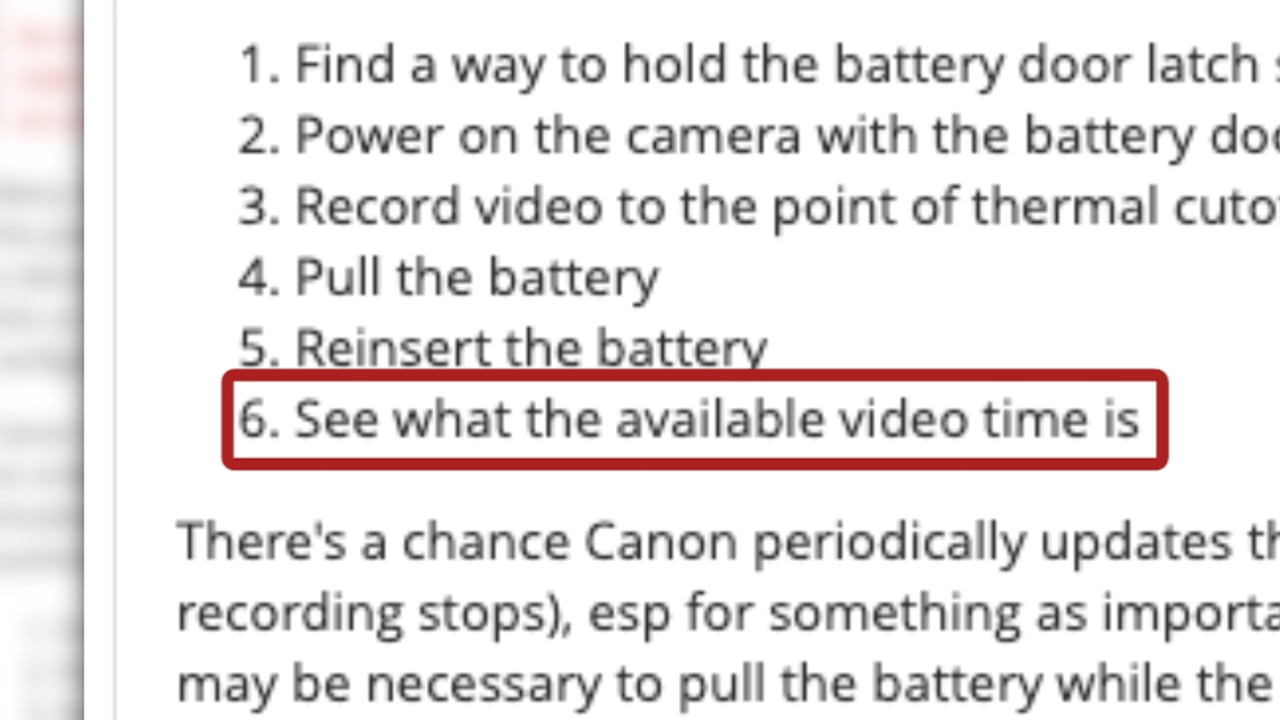 1. Find a way to hold the battery door latch
2. Power on the camera with the battery
3. Record video to the point of thermal
4. Pull the battery
5. Reinsert the battery
6. See what the available video time is
There's a chance Canon periodically updates
recording stops), esp for something as
may be necessary to pull the battery while the